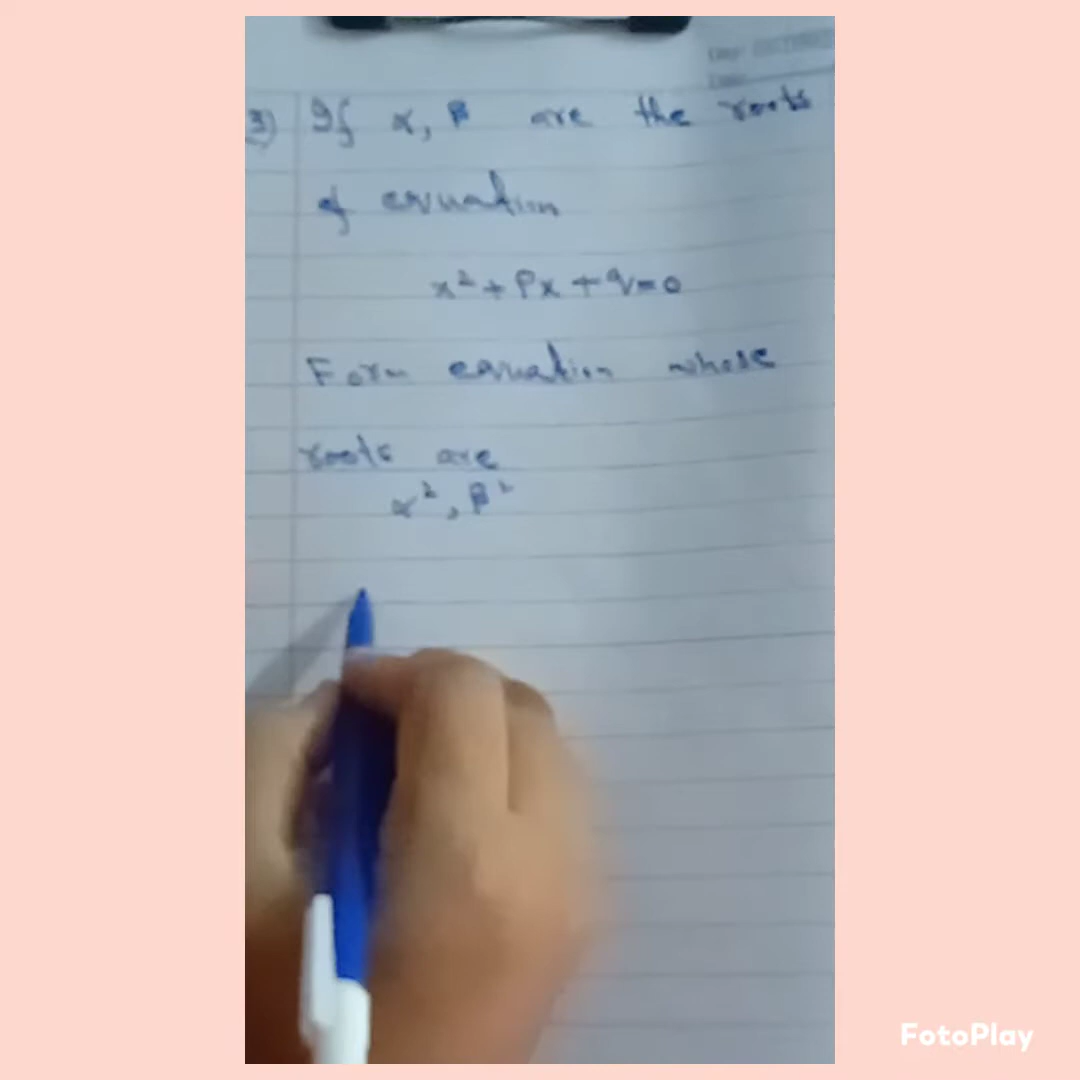 3) If α, β are the roots
of equation
x² + Px + q = 0
Form equation whose
roots are
α², β²
FotoPlay